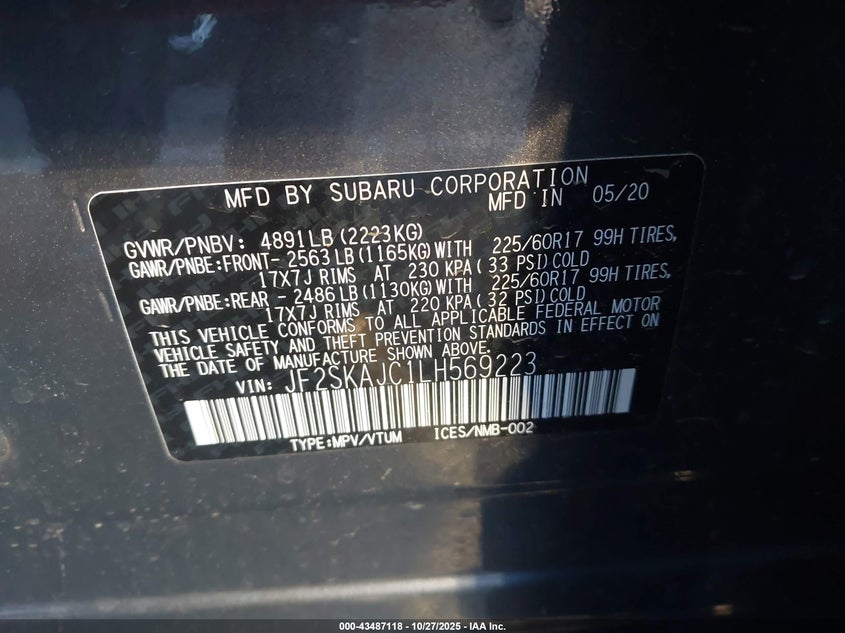 MFD BY SUBARU CORPORATION
MFD IN 05/20
GVWR/PNBV: 4891LB (2223KG)
GAWR/PNBE:FRONT- 2563 LB (1165KG) WITH 225/60R17 99H TIRES,
17X7J RIMS AT 230 KPA ( 33 PSI) COLD
GAWR/PNBE:REAR - 2486 LB (1130KG) WITH 225/60R17 99H TIRES,
17X7J RIMS AT 220 KPA ( 32 PSI) COLD
THIS VEHICLE CONFORMS TO ALL APPLICABLE FEDERAL MOTOR
VEHICLE SAFETY AND THEFT PREVENTION STANDARDS IN EFFECT ON
THE DATE OF MANUFACTURE SHOWN ABOVE.
VIN: JF2SKAJC1LH569223
TYPE:MPV/VTUM ICES/NMB-002
000-43487118 - 10/27/2025 - IAA Inc.